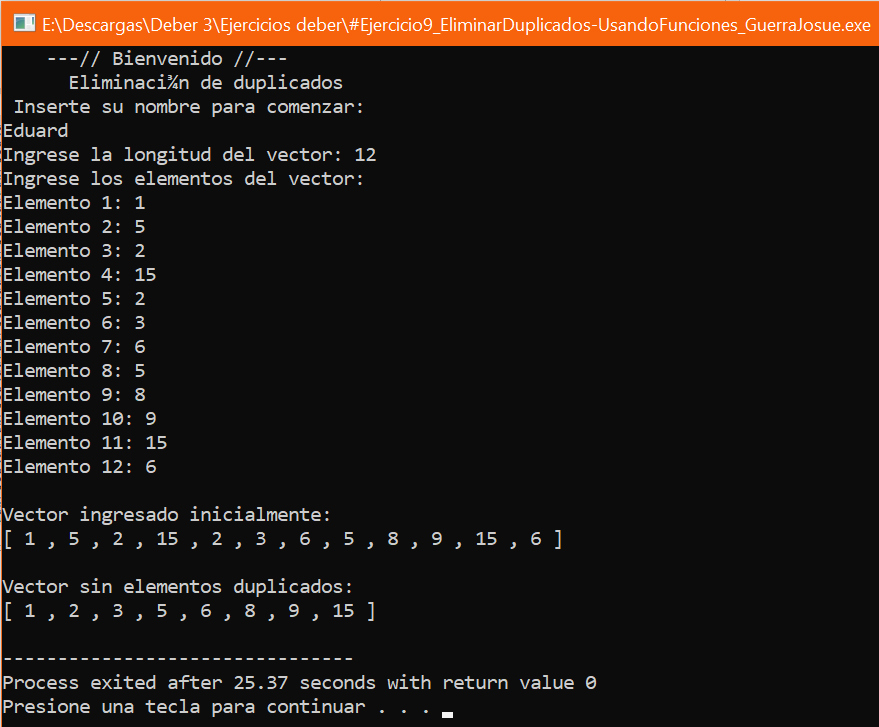 E:\Descargas\Deber 3\Ejercicios deber\#Ejercicio9_EliminarDuplicados-UsandoFunciones_GuerraJosue.exe
---// Bienvenido //---
Eliminaci¾n de duplicados
Inserte su nombre para comenzar:
Eduard
Ingrese la longitud del vector: 12
Ingrese los elementos del vector:
Elemento 1: 1
Elemento 2: 5
Elemento 3: 2
Elemento 4: 15
Elemento 5: 2
Elemento 6: 3
Elemento 7: 6
Elemento 8: 5
Elemento 9: 8
Elemento 10: 9
Elemento 11: 15
Elemento 12: 6
Vector ingresado inicialmente:
[ 1 , 5 , 2 , 15 , 2 , 3 , 6 , 5 , 8 , 9 , 15 , 6 ]
Vector sin elementos duplicados:
[ 1 , 2 , 3 , 5 , 6 , 8 , 9 , 15 ]
--------------------------------
Process exited after 25.37 seconds with return value 0
Presione una tecla para continuar . . .